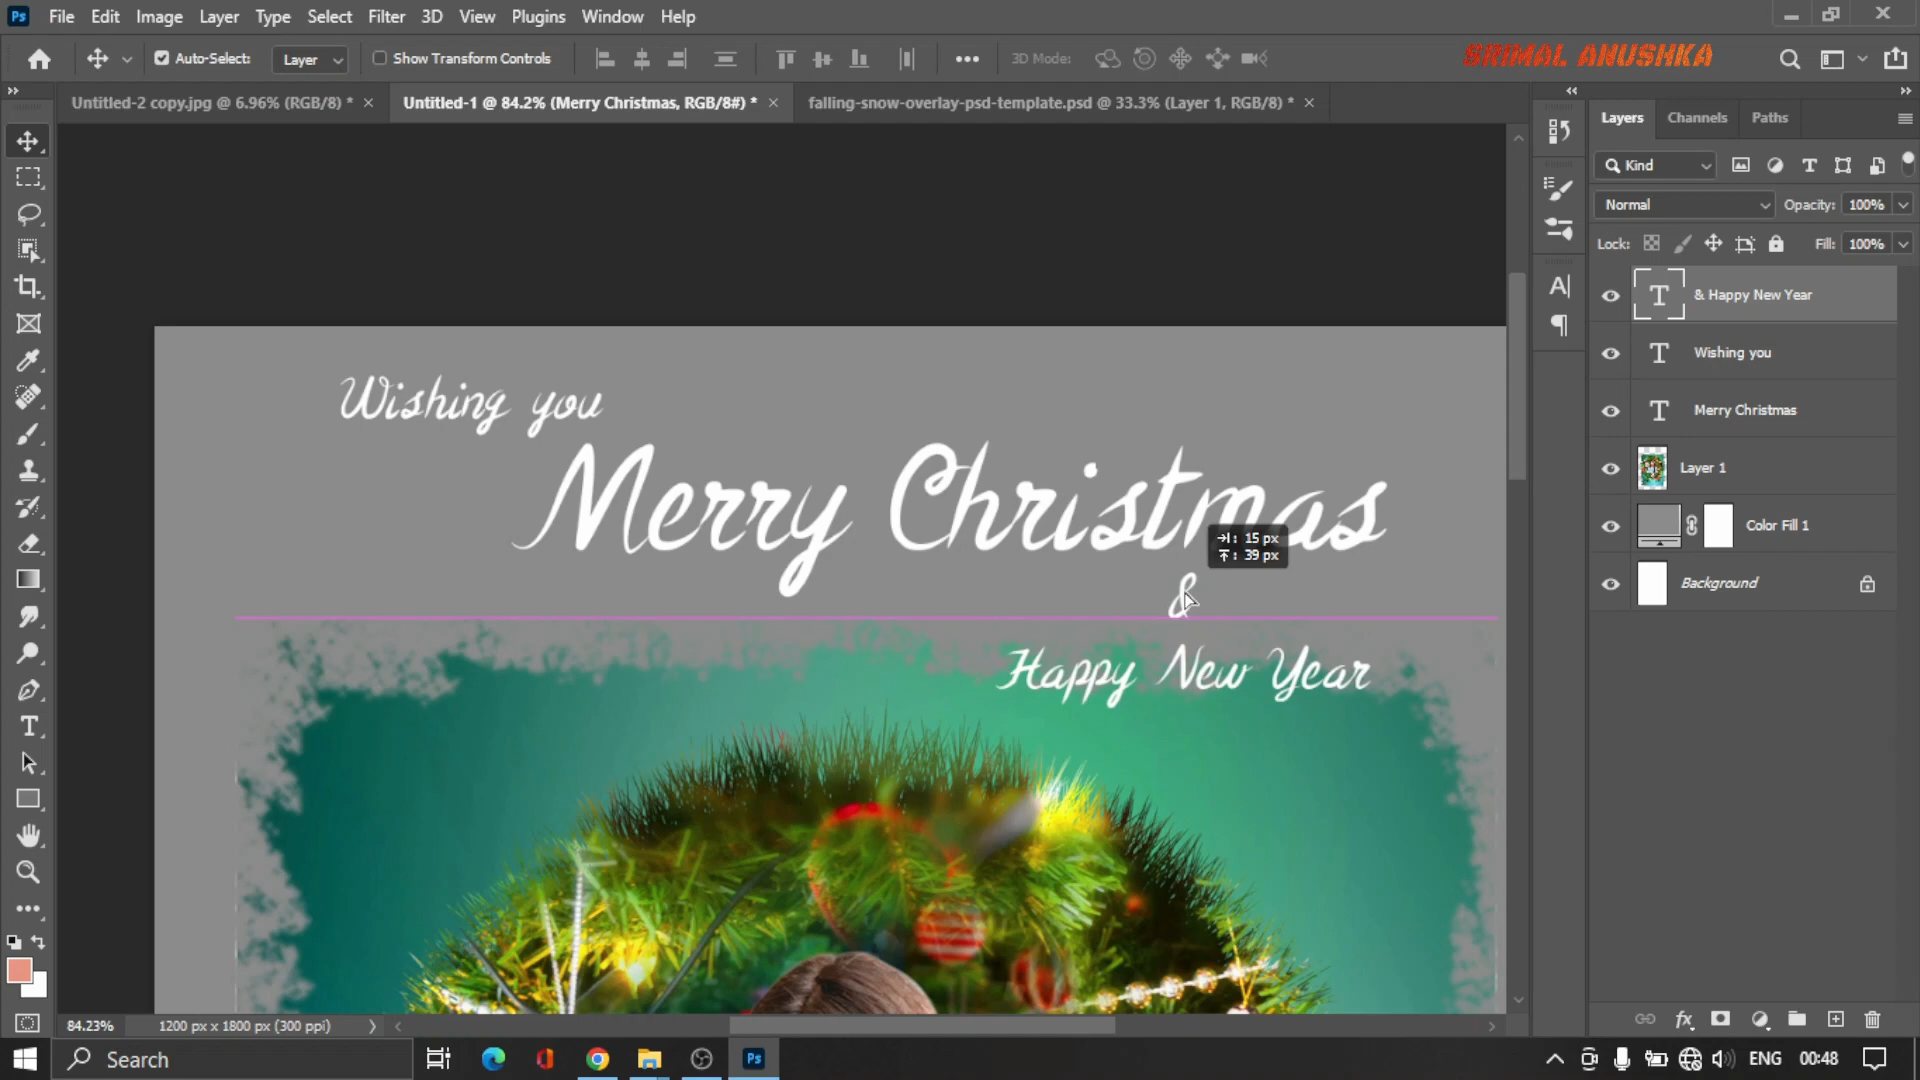 Ps File Edit Image Layer Type Select Filter 3D View Plugins Window Help
Auto-Select: Layer Show Transform Controls 3D Mode: SRIMAL ANUSHKA
Untitled-2 copy.jpg @ 6.96% (RGB/8) * × Untitled-1 @ 84.2% (Merry Christmas, RGB/8#) * × falling-snow-overlay-psd-template.psd @ 33.3% (Layer 1, RGB/8) * ×
Layers Channels Paths
Kind
Normal Opacity: 100%
Lock: Fill: 100%
& Happy New Year
Wishing you
Merry Christmas
Layer 1
Color Fill 1
Background
Wishing you
Merry Christmas
15 px
39 px
&
Happy New Year
84.23% 1200 px x 1800 px (300 ppi)
Search
Ps
ENG 00:48